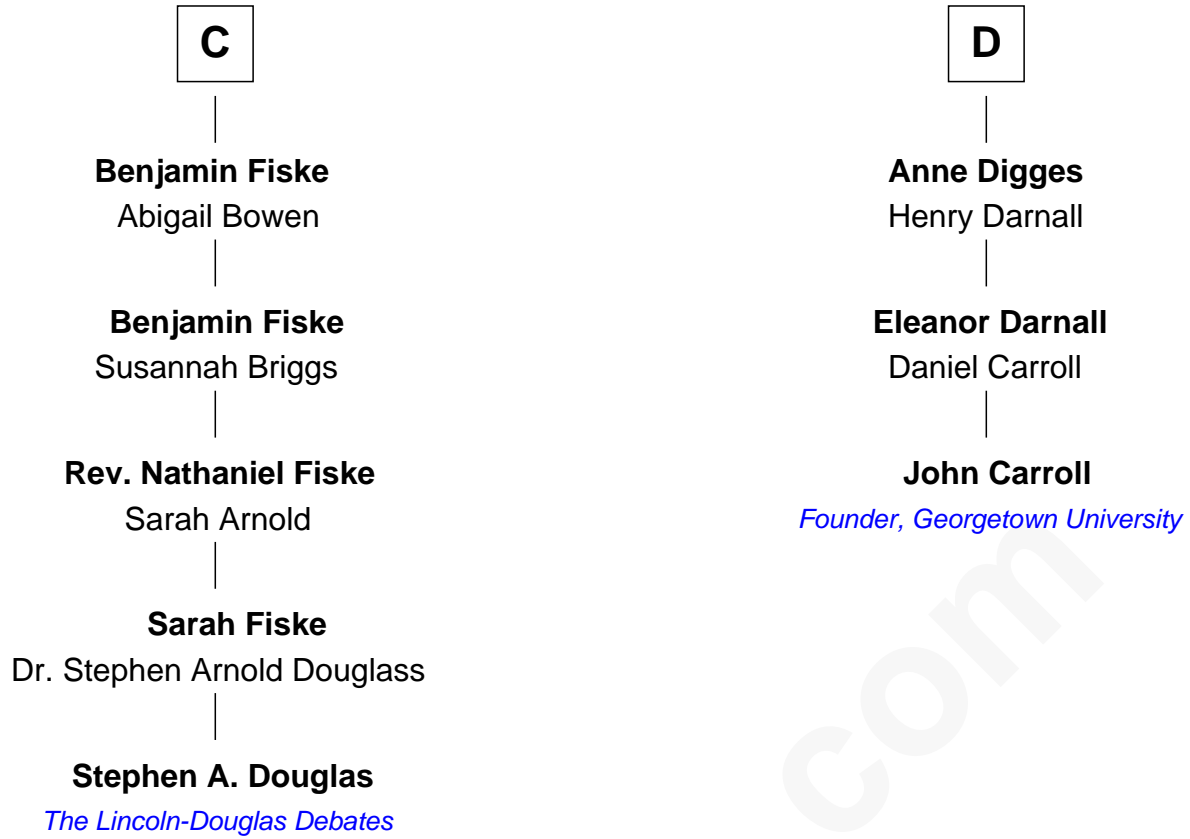 C
Benjamin Fiske
Abigail Bowen
Benjamin Fiske
Susannah Briggs
Rev. Nathaniel Fiske
Sarah Arnold
Sarah Fiske
Dr. Stephen Arnold Douglass
Stephen A. Douglas
The Lincoln-Douglas Debates
D
Anne Digges
Henry Darnall
Eleanor Darnall
Daniel Carroll
John Carroll
Founder, Georgetown University
com